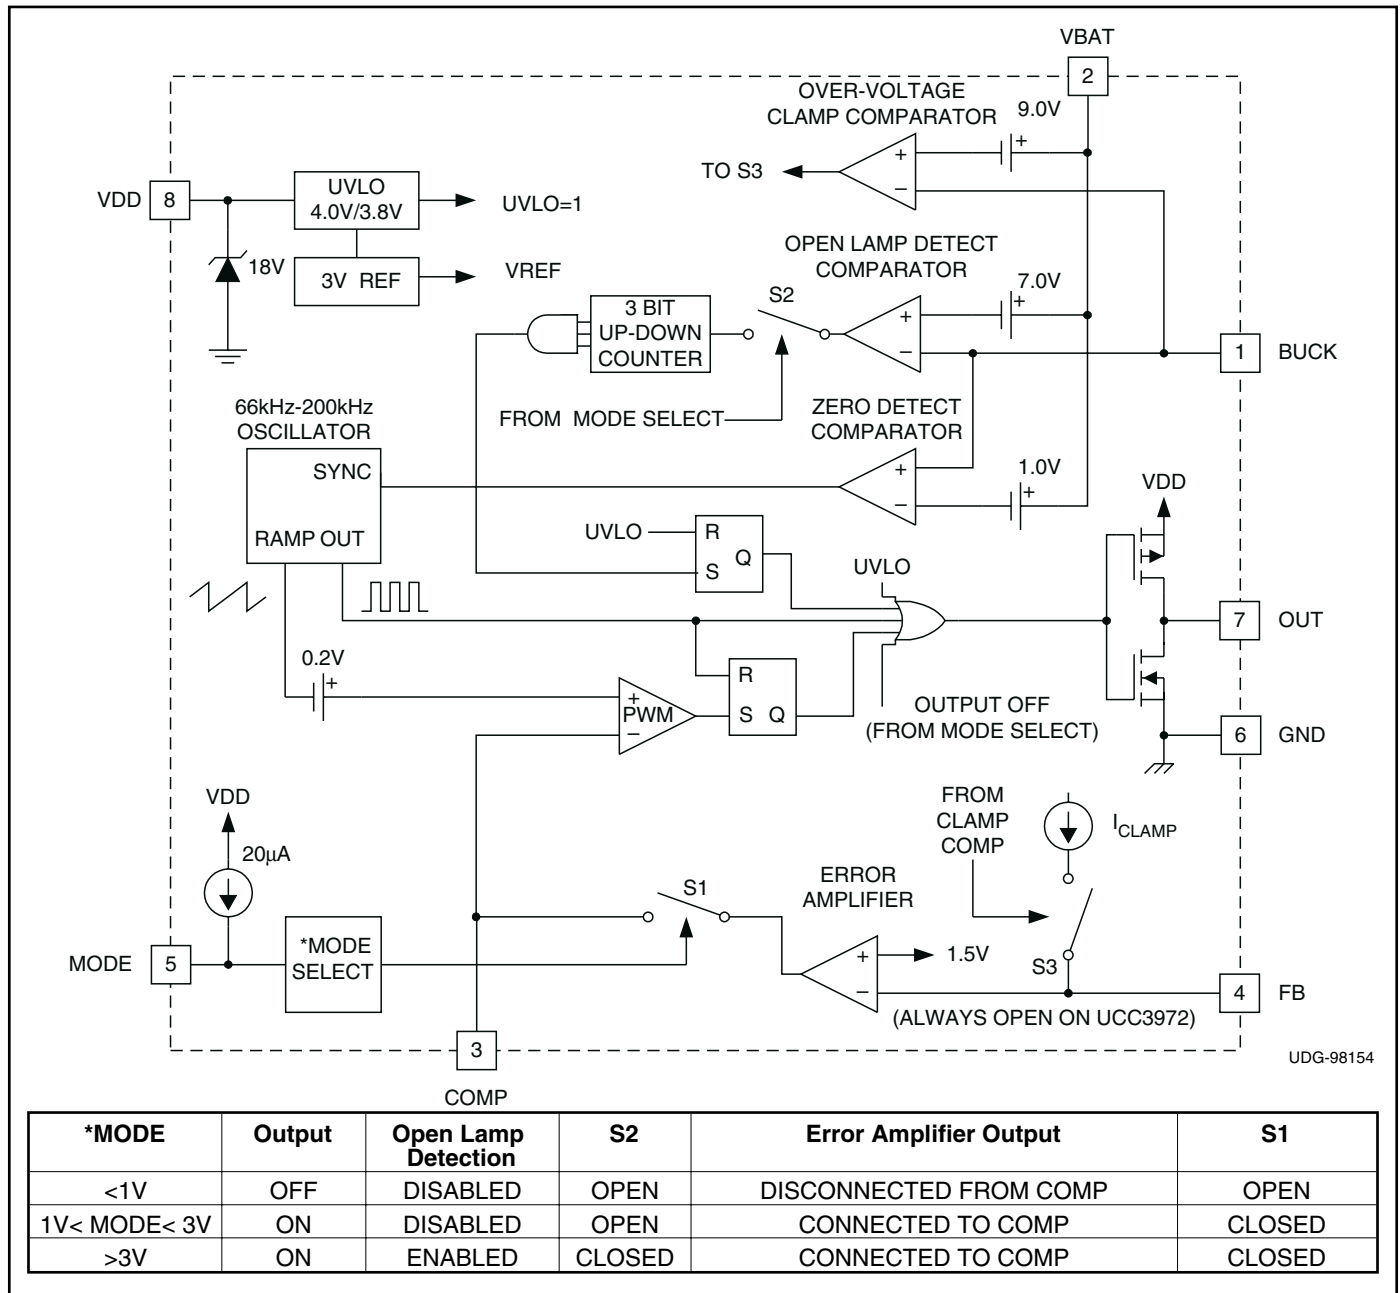 VBAT
2
OVER-VOLTAGE
CLAMP COMPARATOR
9.0V
+
+
–
TO S3
VDD
8
UVLO
4.0V/3.8V
UVLO=1
18V
3V REF
VREF
OPEN LAMP DETECT
COMPARATOR
7.0V
+
S2
+
–
3 BIT
UP-DOWN
COUNTER
1
BUCK
FROM MODE SELECT
ZERO DETECT
COMPARATOR
66kHz-200kHz
OSCILLATOR
SYNC
RAMP OUT
+
–
1.0V
+
VDD
UVLO
R
S
Q
UVLO
7
OUT
0.2V
+
+
PWM
–
R
S Q
OUTPUT OFF
(FROM MODE SELECT)
6
GND
VDD
20µA
FROM
CLAMP
COMP
ICLAMP
S1
ERROR
AMPLIFIER
MODE
5
*MODE
SELECT
+
–
1.5V
S3
4
FB
(ALWAYS OPEN ON UCC3972)
3
COMP
UDG-98154
*MODE Output Open Lamp Detection S2 Error Amplifier Output S1
<1V OFF DISABLED OPEN DISCONNECTED FROM COMP OPEN
1V< MODE< 3V ON DISABLED OPEN CONNECTED TO COMP CLOSED
>3V ON ENABLED CLOSED CONNECTED TO COMP CLOSED